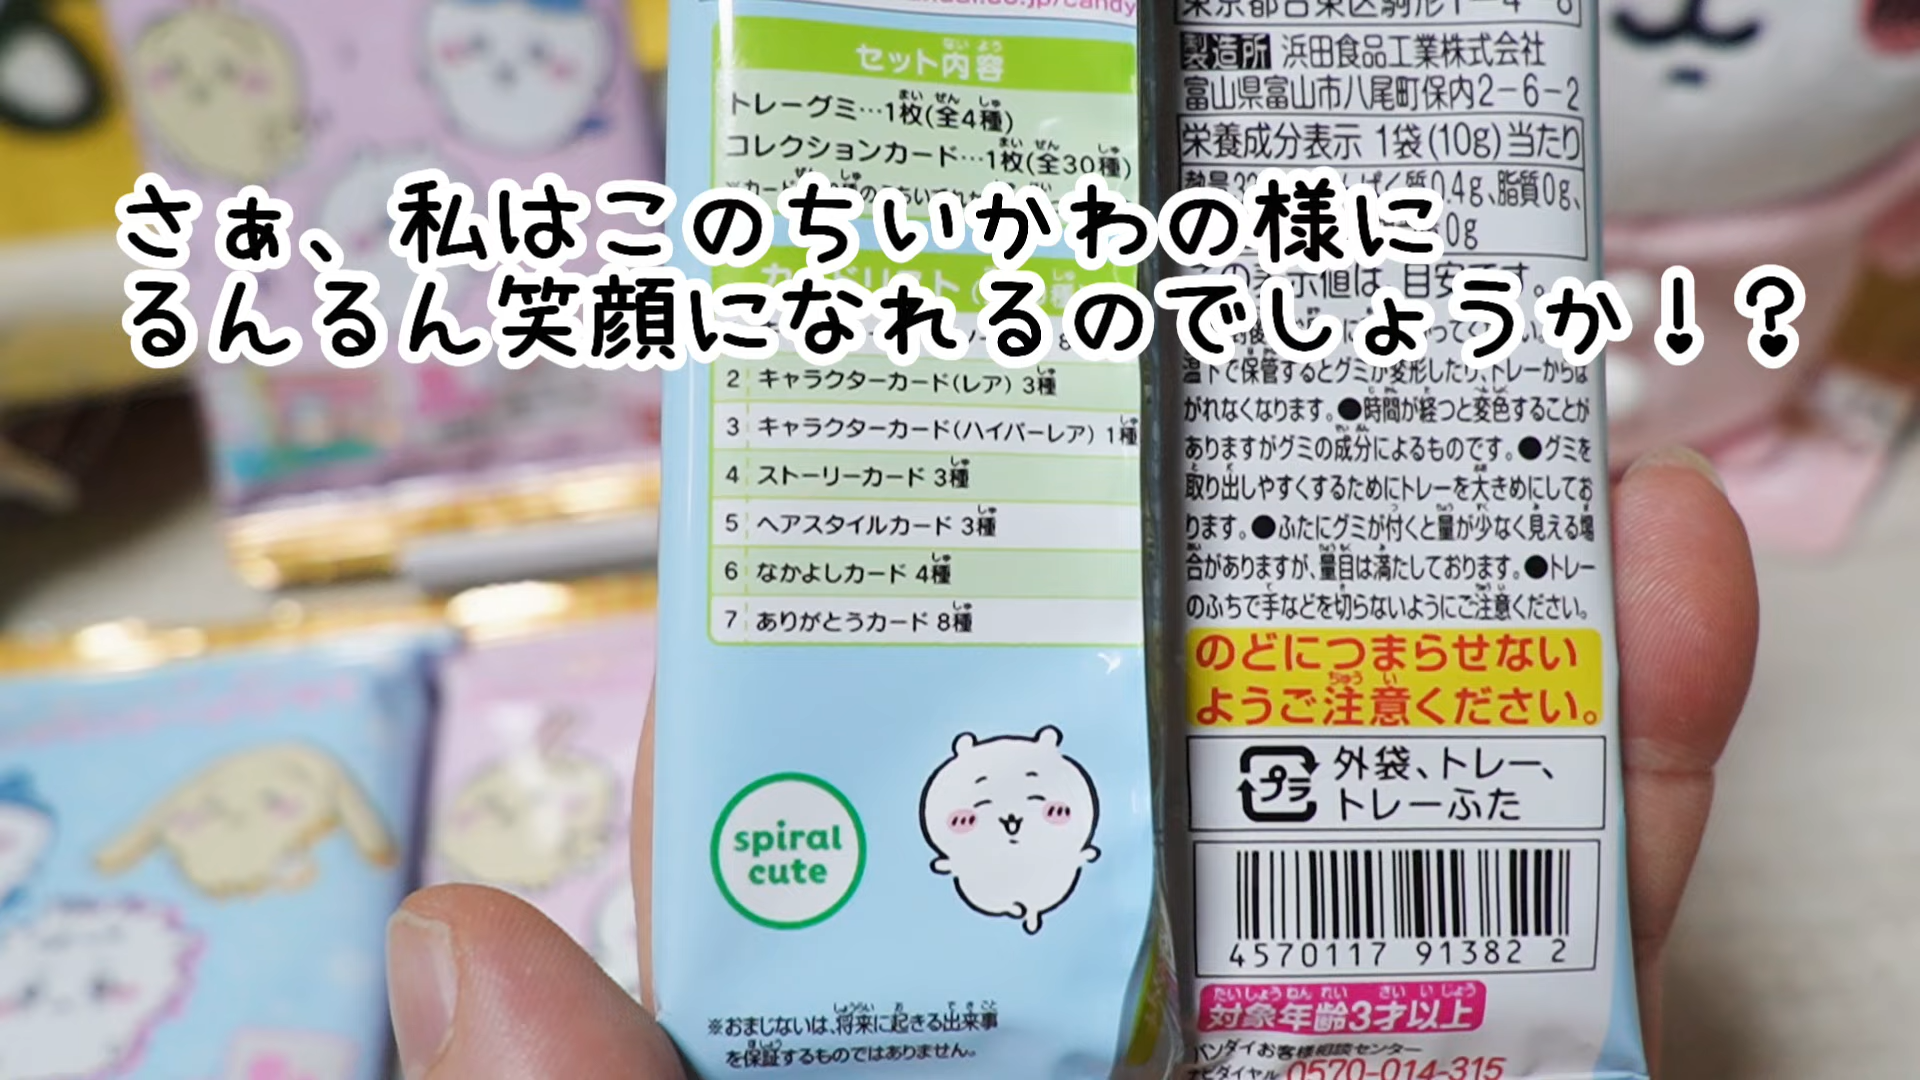 セット内容
トレーグミ…1枚(全4種)
コレクションカード…1枚(全30種)
さぁ、私はこのちいかわの様に
るんるん笑顔になれるのでしょうか！？
2 キャラクターカード(レア) 3種
3 キャラクターカード(ハイパーレア) 1種
4 ストーリーカード 3種
5 ヘアスタイルカード 3種
6 なかよしカード 4種
7 ありがとうカード 8種
spiral
cute
※おまじないは、将来に起きる出来事
を保証するものではありません。
製造所 浜田食品工業株式会社
富山県富山市八尾町保内2-6-2
栄養成分表示 1袋(10g)当たり
質0.4g、脂質0g、
温下で保管するとグミが変形したり、トレーからは
がれなくなります。●時間が経つと変色することが
ありますがグミの成分によるものです。●グミを
取り出しやすくするためにトレーを大きめにしてお
ります。●ふたにグミが付くと量が少なく見える場
合がありますが、量目は満たしております。●トレー
のふちで手などを切らないようにご注意ください。
のどにつまらせない
ようご注意ください。
プラ
外袋、トレー、
トレーふた
4570117 91382 2
対象年齢3才以上
バンダイお客様相談センター
ナビダイヤル 0570-014-315